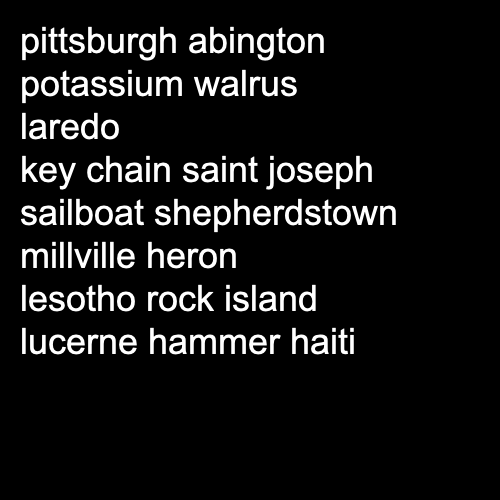 pittsburgh abington
potassium walrus
laredo
key chain saint joseph
sailboat shepherdstown
millville heron
lesotho rock island
lucerne hammer haiti